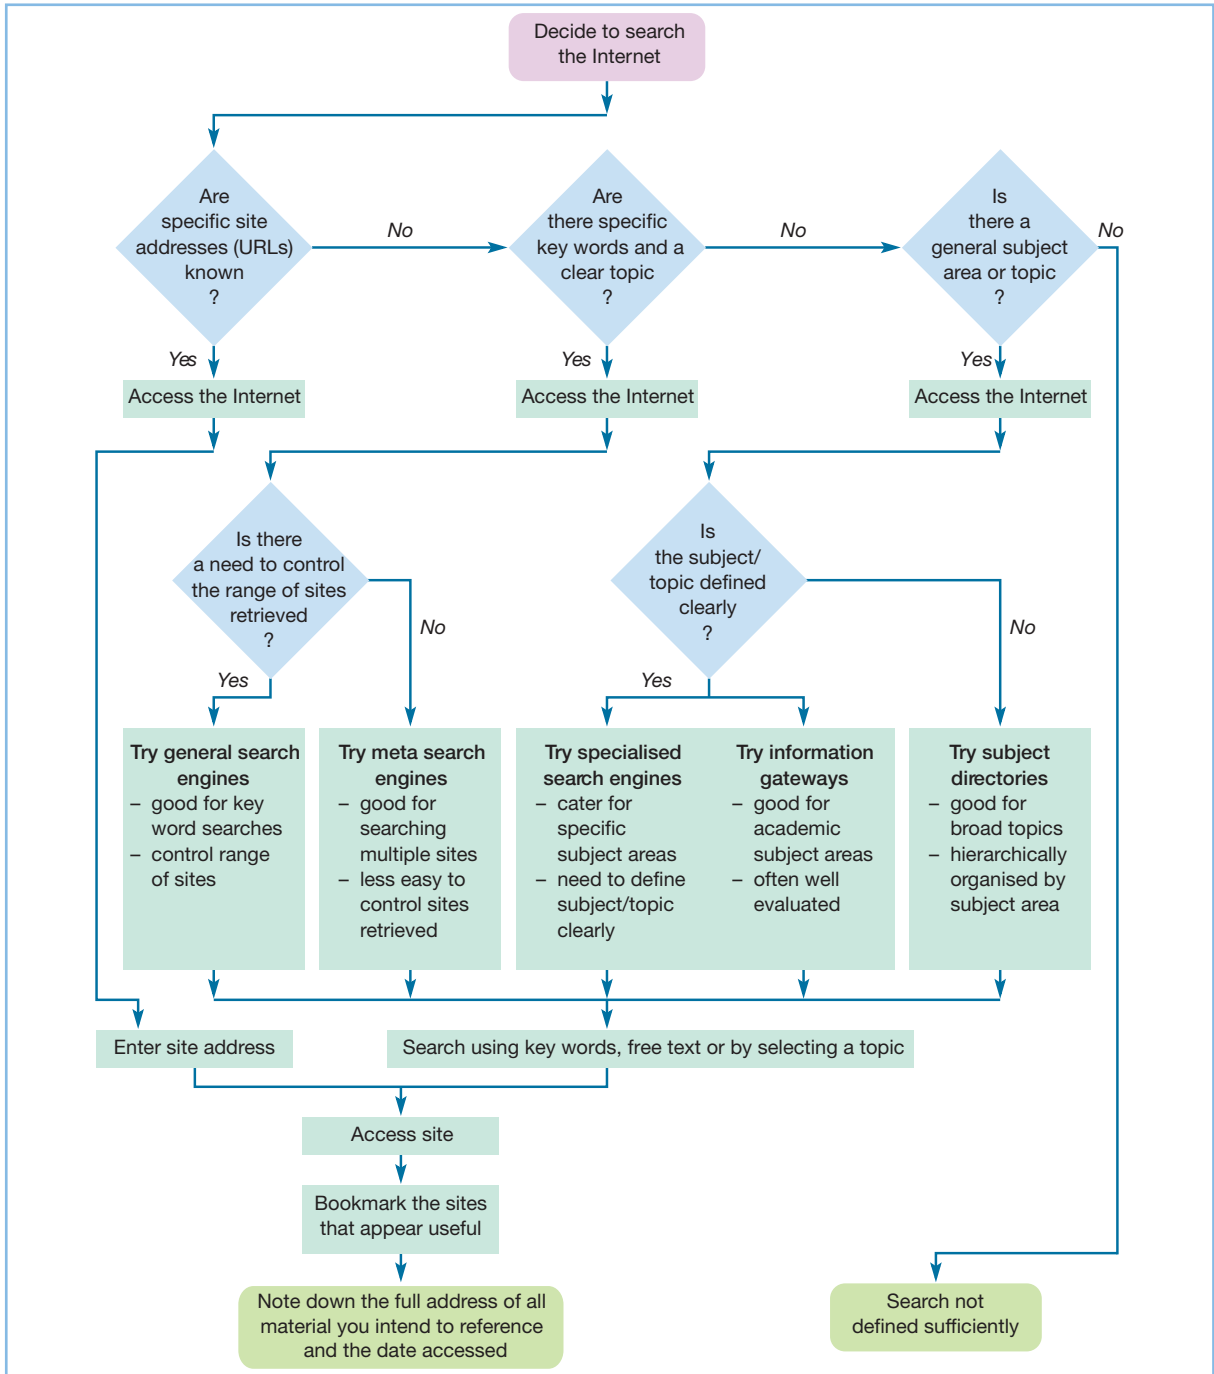 Decide to search
the Internet
Are
specific site
addresses (URLs)
known
?
No
Are
there specific
key words and a
clear topic
?
No
Is
there a
general subject
area or topic
?
No
Yes
Yes
Yes
Access the Internet
Access the Internet
Access the Internet
Is there
a need to control
the range of sites
retrieved
?
No
Yes
Is
the subject/
topic defined
clearly
?
No
Yes
Try general search
engines
– good for key
word searches
– control range
of sites
Try meta search
engines
– good for
searching
multiple sites
– less easy to
control sites
retrieved
Try specialised
search engines
– cater for
specific
subject areas
– need to define
subject/topic
clearly
Try information
gateways
– good for
academic
subject areas
– often well
evaluated
Try subject
directories
– good for
broad topics
– hierarchically
organised by
subject area
Enter site address
Search using key words, free text or by selecting a topic
Access site
Bookmark the sites
that appear useful
Note down the full address of all
material you intend to reference
and the date accessed
Search not
defined sufficiently